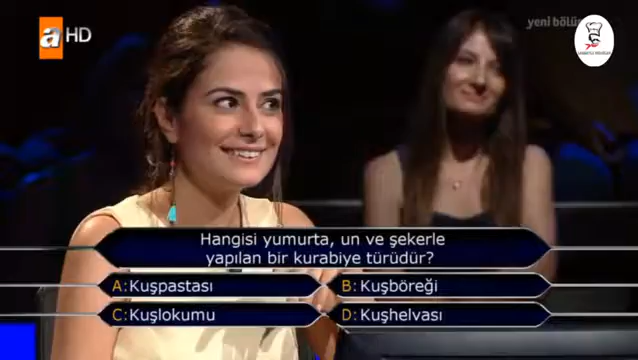 a HD
yeni bölüm
Hangisi yumurta, un ve şekerle
yapılan bir kurabiye türüdür?
A: Kuşpastası
B: Kuşböreği
C: Kuşlokumu
D: Kuşhelvası